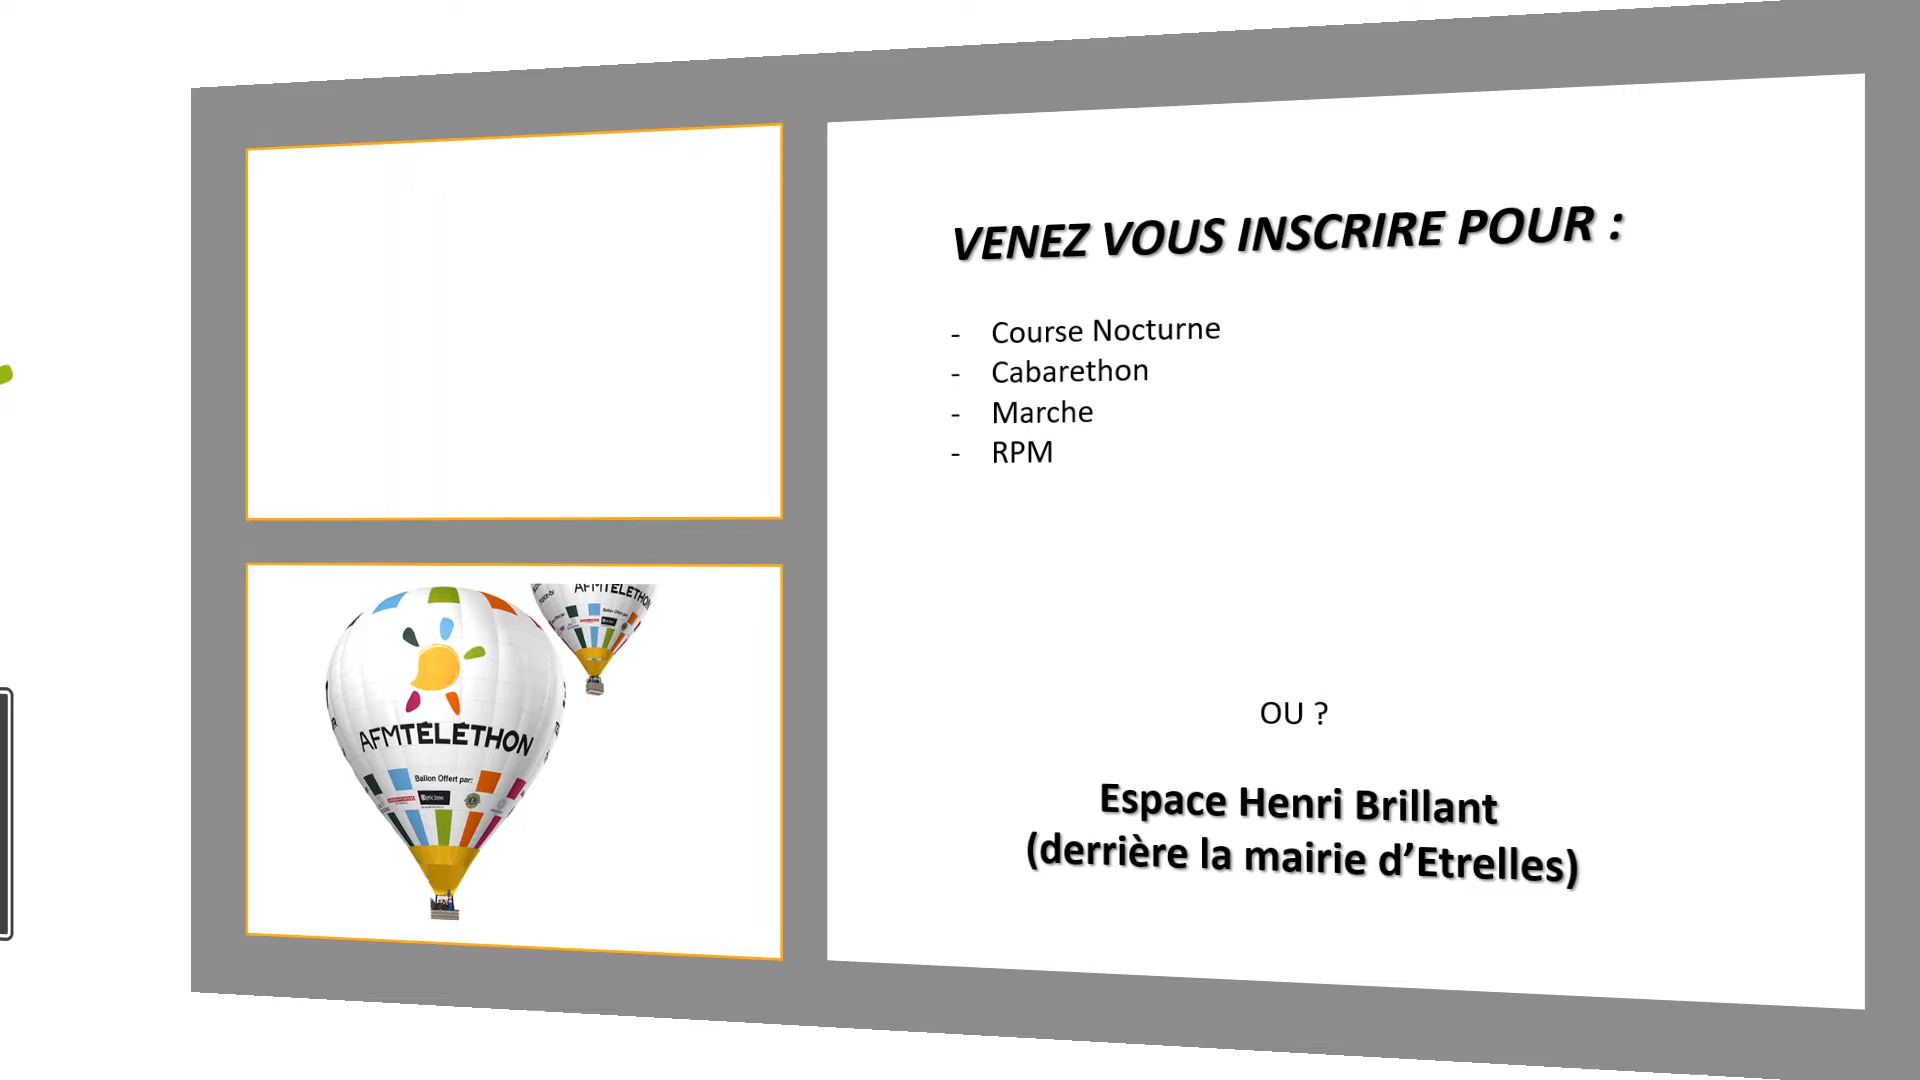 VENEZ VOUS INSCRIRE POUR :
- Course Nocturne
- Cabarethon
- Marche
- RPM
OU ?
Espace Henri Brillant
(derrière la mairie d’Etrelles)
AFMTÉLÉTHON
AFMTÉLÉTHON
Ballon Offert par: